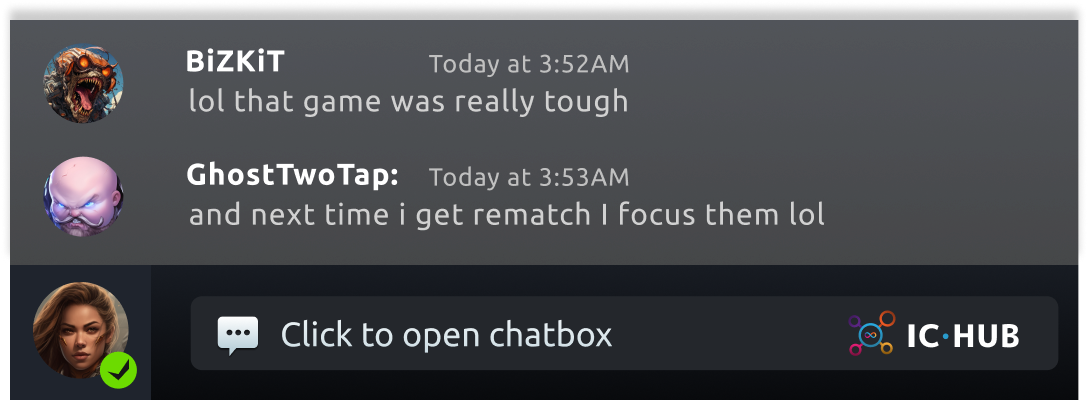 BiZKiT Today at 3:52AM
lol that game was really tough
GhostTwoTap: Today at 3:53AM
and next time i get rematch I focus them lol
Click to open chatbox IC·HUB